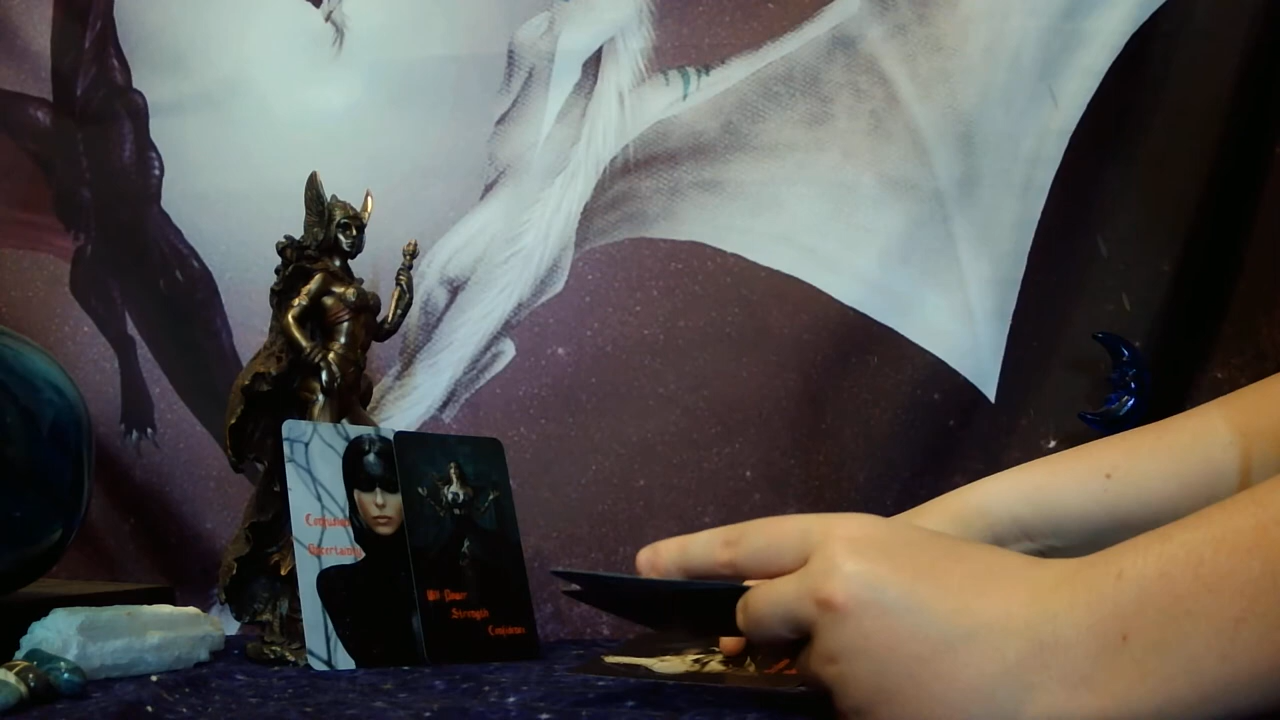 Confusion
Uncertainty
Will Power
Strength
Confidence